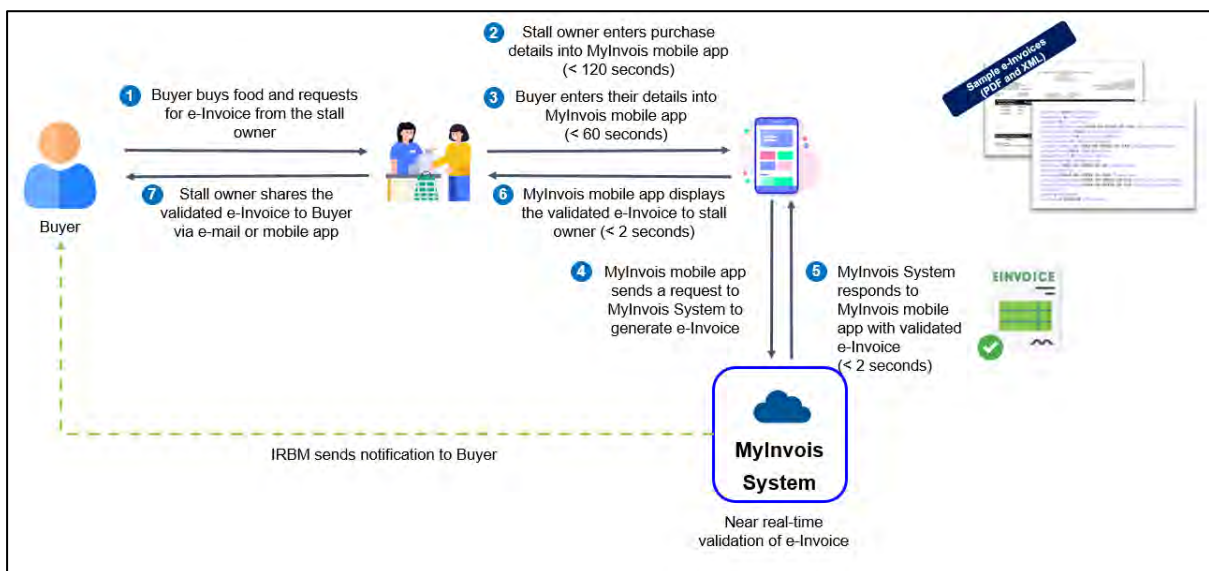 1
Buyer buys food and requests
for e-Invoice from the stall
owner
2
Stall owner enters purchase
details into MyInvois mobile app
(< 120 seconds)
3
Buyer enters their details into
MyInvois mobile app
(< 60 seconds)
Sample e-Invoices
(PDF and XML)
7
Stall owner shares the
validated e-Invoice to Buyer
via e-mail or mobile app
6
MyInvois mobile app displays
the validated e-Invoice to stall
owner (< 2 seconds)
Buyer
4
MyInvois mobile app
sends a request to
MyInvois System to
generate e-Invoice
5
MyInvois System
responds to
MyInvois mobile
app with validated
e-Invoice
(< 2 seconds)
EINVOICE
IRBM sends notification to Buyer
MyInvois
System
Near real-time
validation of e-Invoice